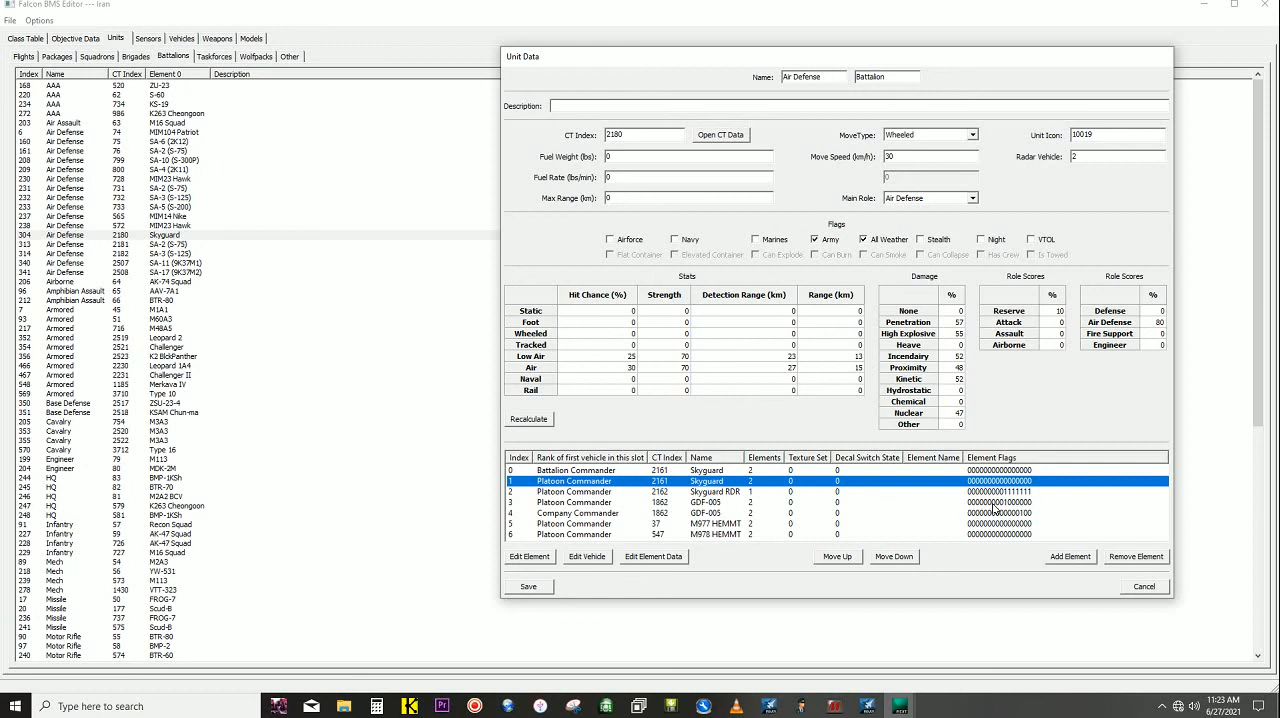 Falcon BMS Editor --- Iran
File Options
Class Table Objective Data Units Sensors Vehicles Weapons Models
Flights Packages Squadrons Brigades Battalions Taskforces Wolfpacks Other
Index Name CT Index Element 0 Description
168 AAA 520 ZU-23
220 AAA 62 S-60
234 AAA 734 KS-19
272 AAA 986 K263 Cheongoon
203 Air Assault 63 M16 Squad
6 Air Defense 74 MIM104 Patriot
160 Air Defense 75 SA-6 (2K12)
161 Air Defense 76 SA-2 (S-75)
208 Air Defense 799 SA-10 (S-300P)
209 Air Defense 800 SA-4 (2K11)
230 Air Defense 728 MIM23 Hawk
231 Air Defense 731 SA-2 (S-75)
232 Air Defense 732 SA-3 (S-125)
233 Air Defense 733 SA-5 (S-200)
237 Air Defense 565 MIM14 Nike
238 Air Defense 572 MIM23 Hawk
304 Air Defense 2180 Skyguard
313 Air Defense 2181 SA-2 (S-75)
314 Air Defense 2182 SA-3 (S-125)
340 Air Defense 2507 SA-11 (9K37M1)
341 Air Defense 2508 SA-17 (9K37M2)
206 Airborne 64 AK-74 Squad
96 Amphibian Assault 65 AAV-7A1
212 Amphibian Assault 66 BTR-80
7 Armored 45 M1A1
93 Armored 51 M60A3
217 Armored 716 M48A5
352 Armored 2519 Leopard 2
354 Armored 2521 Challenger
356 Armored 2523 K2 BlckPanther
466 Armored 2230 Leopard 1A4
467 Armored 2231 Challenger II
548 Armored 1185 Merkava IV
569 Armored 3710 Type 10
350 Base Defense 2517 ZSU-23-4
351 Base Defense 2518 KSAM Chun-ma
205 Cavalry 754 M3A3
353 Cavalry 2520 M3A3
355 Cavalry 2522 M3A3
570 Cavalry 3712 Type 16
199 Engineer 79 M113
204 Engineer 80 MDK-2M
244 HQ 83 BMP-1KSh
245 HQ 82 BTR-70
246 HQ 81 M2A2 BCV
247 HQ 579 K263 Cheongoon
248 HQ 581 BMP-1KSh
91 Infantry 57 Recon Squad
227 Infantry 59 AK-47 Squad
228 Infantry 727 AK-47 Squad
229 Infantry 725 M16 Squad
89 Mech 54 M2A3
218 Mech 56 YW-531
239 Mech 573 M113
278 Mech 1430 VTT-323
17 Missile 50 FROG-7
20 Missile 177 Scud-B
236 Missile 737 FROG-7
241 Missile 575 Scud-B
90 Motor Rifle 55 BTR-80
97 Motor Rifle 58 BMP-2
240 Motor Rifle 574 BTR-60
Unit Data
Name: Air Defense Battalion
Description:
CT Index: 2180 Open CT Data MoveType: Wheeled Unit Icon: 10019
Fuel Weight (lbs): 0 Move Speed (km/h): 30 Radar Vehicle: 2
Fuel Rate (lbs/min): 0 0
Max Range (km): 0 Main Role: Air Defense
Flags
Airforce Navy Marines Army All Weather Stealth Night VTOL
Flat Container Elevated Container Can Explode Can Burn Can Smoke Can Collapse Has Crew Is Towed
Stats Damage Role Scores Role Scores
Hit Chance (%) Strength Detection Range (km) Range (km) % % %
Static 0 0 0 0 None 0 Reserve 10 Defense 0
Foot 0 0 0 0 Penetration 57 Attack 0 Air Defense 80
Wheeled 0 0 0 0 High Explosive 55 Assault 0 Fire Support 0
Tracked 0 0 0 0 Heave 0 Airborne 0 Engineer 0
Low Air 25 70 23 13 Incendairy 52
Air 30 70 27 15 Proximity 48
Naval 0 0 0 0 Kinetic 52
Rail 0 0 0 0 Hydrostatic 0
Chemical 0
Nuclear 47
Recalculate Other 0
Index Rank of first vehicle in this slot CT Index Name Elements Texture Set Decal Switch State Element Name Element Flags
0 Battalion Commander 2161 Skyguard 2 0 0 0000000000000000
1 Platoon Commander 2161 Skyguard 2 0 0 0000000000000000
2 Platoon Commander 2162 Skyguard RDR 1 0 0 0000000001111111
3 Platoon Commander 1862 GDF-005 2 0 0 0000000001000000
4 Company Commander 1862 GDF-005 2 0 0
5 Platoon Commander 37 M977 HEMMT 2 0 0 0000000000000000
6 Platoon Commander 547 M978 HEMMT 2 0 0 0000000000000000
Edit Element Edit Vehicle Edit Element Data Move Up Move Down Add Element Remove Element
Save Cancel
Type here to search
11:23 AM
6/27/2021